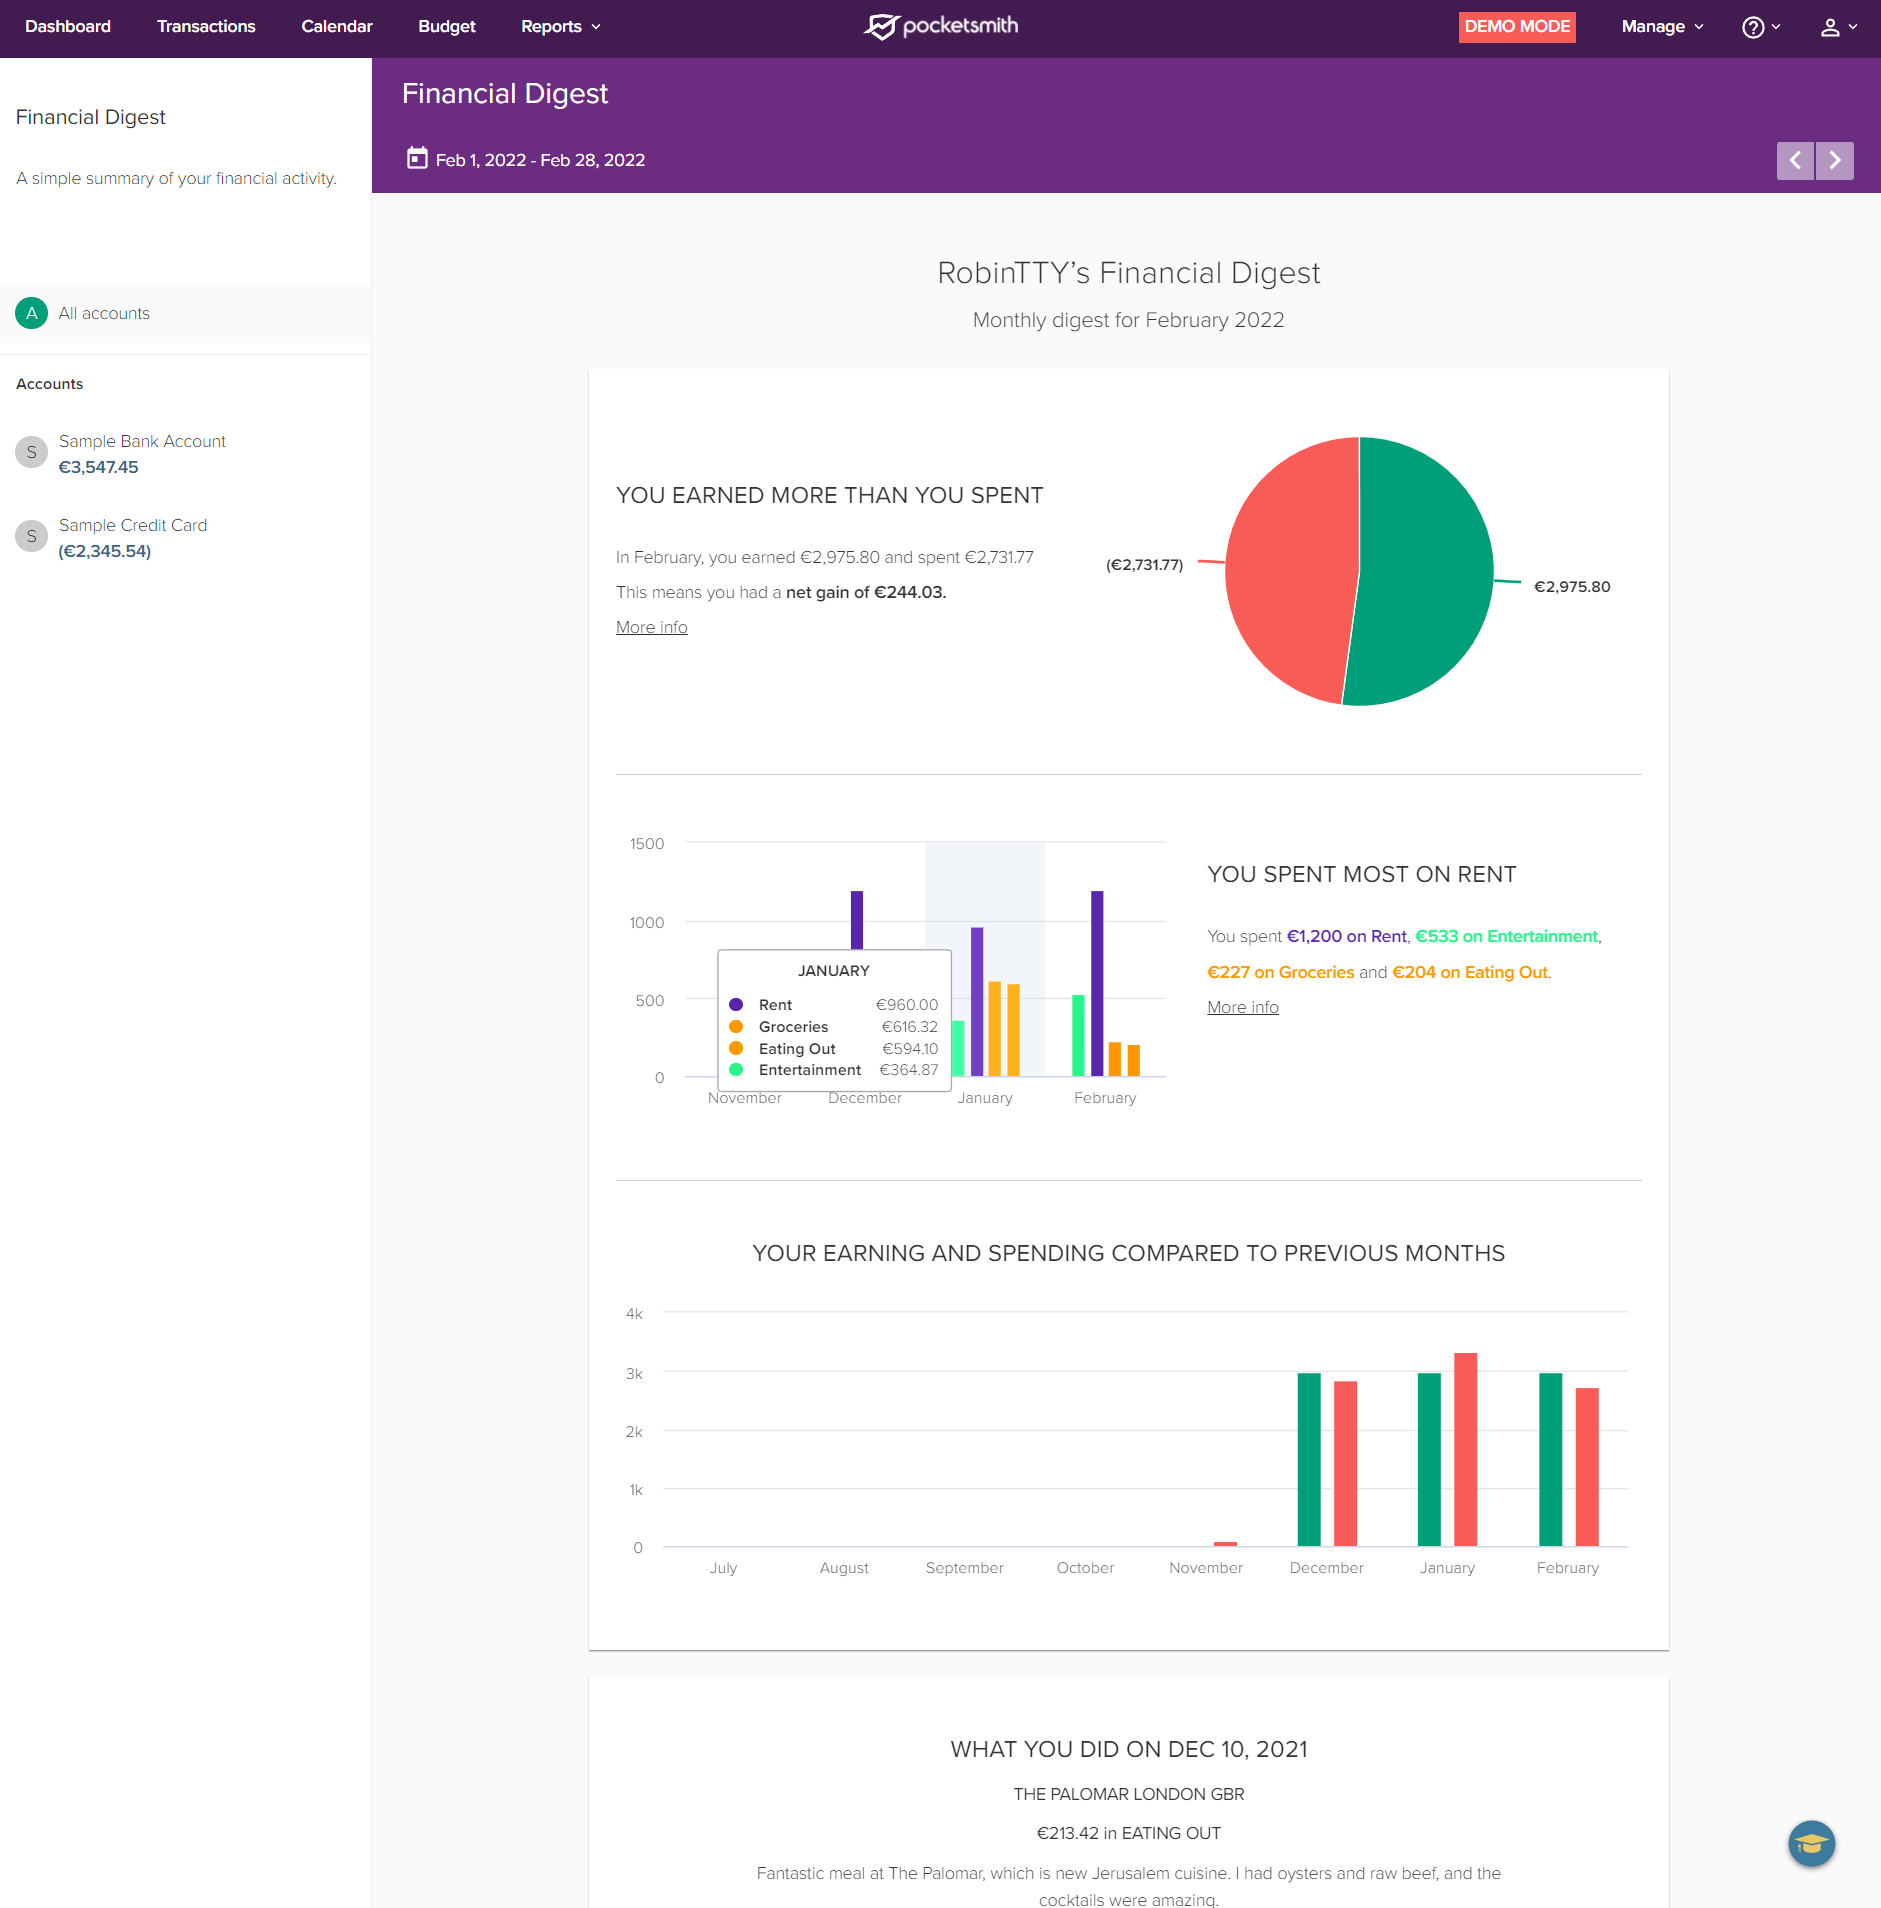 Dashboard Transactions Calendar Budget Reports pocketsmith DEMO MODE Manage
Financial Digest
A simple summary of your financial activity.
A All accounts
Accounts
S Sample Bank Account
€3,547.45
S Sample Credit Card
(€2,345.54)
Financial Digest
Feb 1, 2022 - Feb 28, 2022
RobinTTY’s Financial Digest
Monthly digest for February 2022
YOU EARNED MORE THAN YOU SPENT
In February, you earned €2,975.80 and spent €2,731.77
This means you had a net gain of €244.03.
More info
(€2,731.77)
€2,975.80
1500
1000
500
0
JANUARY
Rent €960.00
Groceries €616.32
Eating Out €594.10
Entertainment €364.87
November December January February
YOU SPENT MOST ON RENT
You spent €1,200 on Rent, €533 on Entertainment,
€227 on Groceries and €204 on Eating Out.
More info
YOUR EARNING AND SPENDING COMPARED TO PREVIOUS MONTHS
4k
3k
2k
1k
0
July August September October November December January February
WHAT YOU DID ON DEC 10, 2021
THE PALOMAR LONDON GBR
€213.42 in EATING OUT
Fantastic meal at The Palomar, which is new Jerusalem cuisine. I had oysters and raw beef, and the
cocktails were amazing.